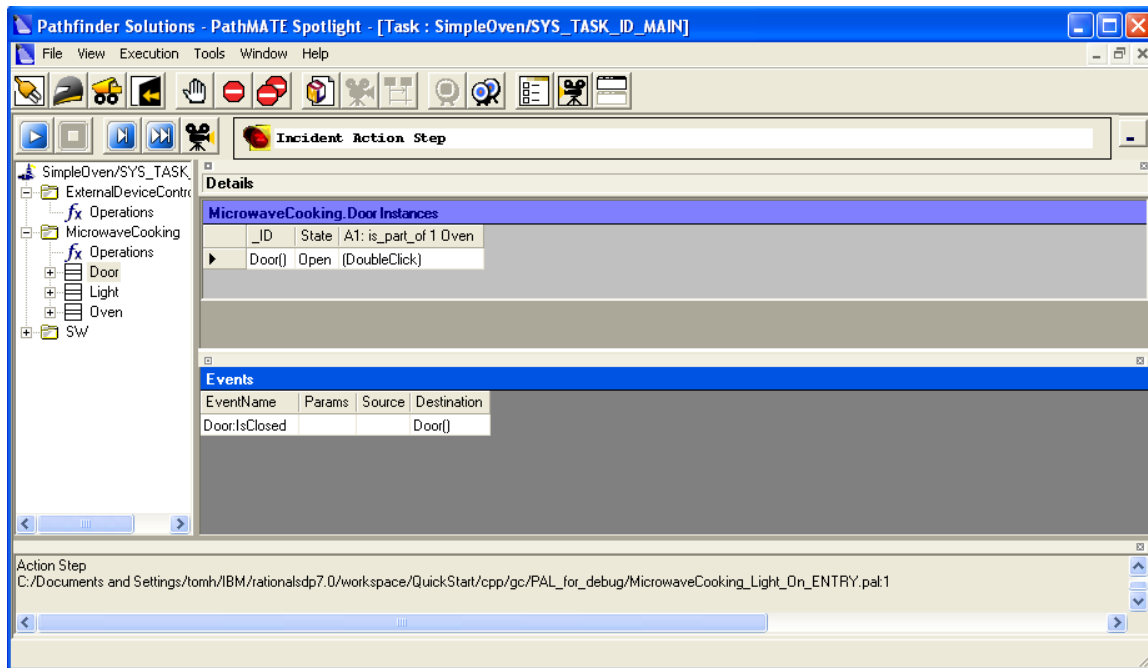 Pathfinder Solutions - PathMATE Spotlight - [Task : SimpleOven/SYS_TASK_ID_MAIN]
File View Execution Tools Window Help
Incident Action Step
SimpleOven/SYS_TASK_
ExternalDeviceContro
fx Operations
MicrowaveCooking
fx Operations
Door
Light
Oven
SW
Details
MicrowaveCooking.Door Instances
_ID State A1: is_part_of 1 Oven
Door() Open (DoubleClick)
Events
EventName Params Source Destination
Door:IsClosed Door()
Action Step
C:/Documents and Settings/tomh/IBM/rationalsdp7.0/workspace/QuickStart/cpp/gc/PAL_for_debug/MicrowaveCooking_Light_On_ENTRY.pal:1